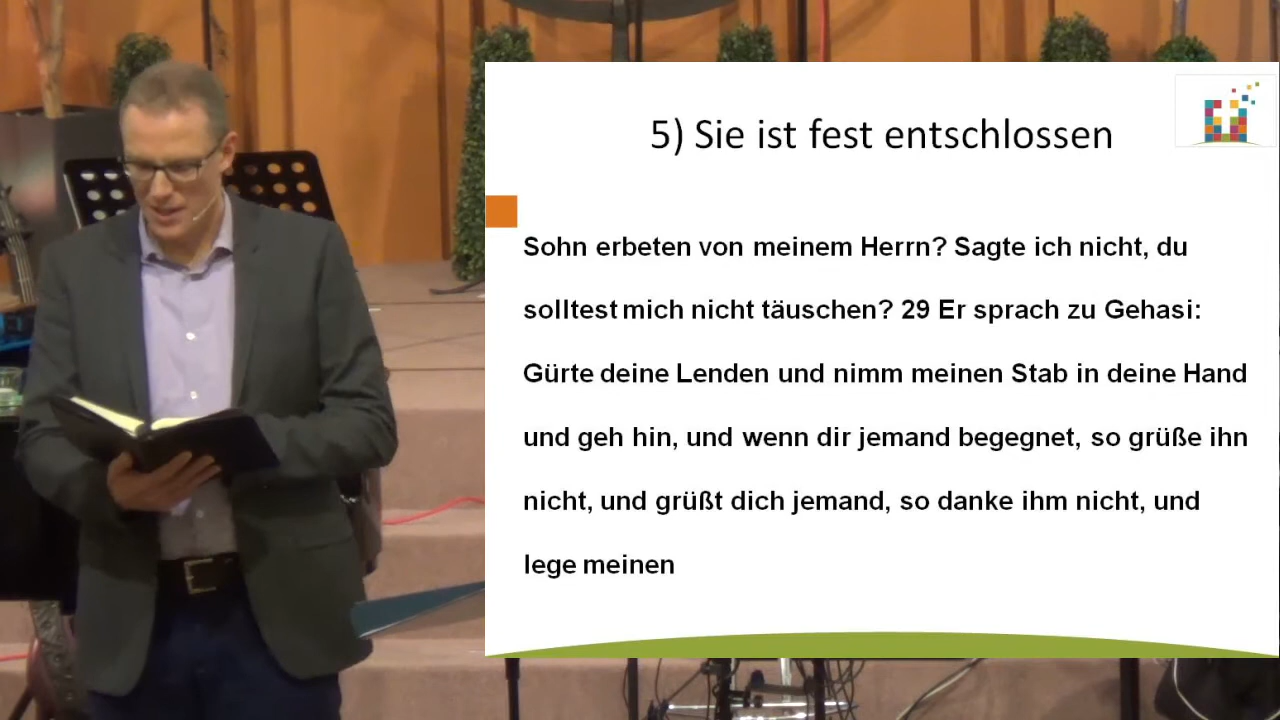 5) Sie ist fest entschlossen
Sohn erbeten von meinem Herrn? Sagte ich nicht, du
solltest mich nicht täuschen? 29 Er sprach zu Gehasi:
Gürte deine Lenden und nimm meinen Stab in deine Hand
und geh hin, und wenn dir jemand begegnet, so grüße ihn
nicht, und grüßt dich jemand, so danke ihm nicht, und
lege meinen